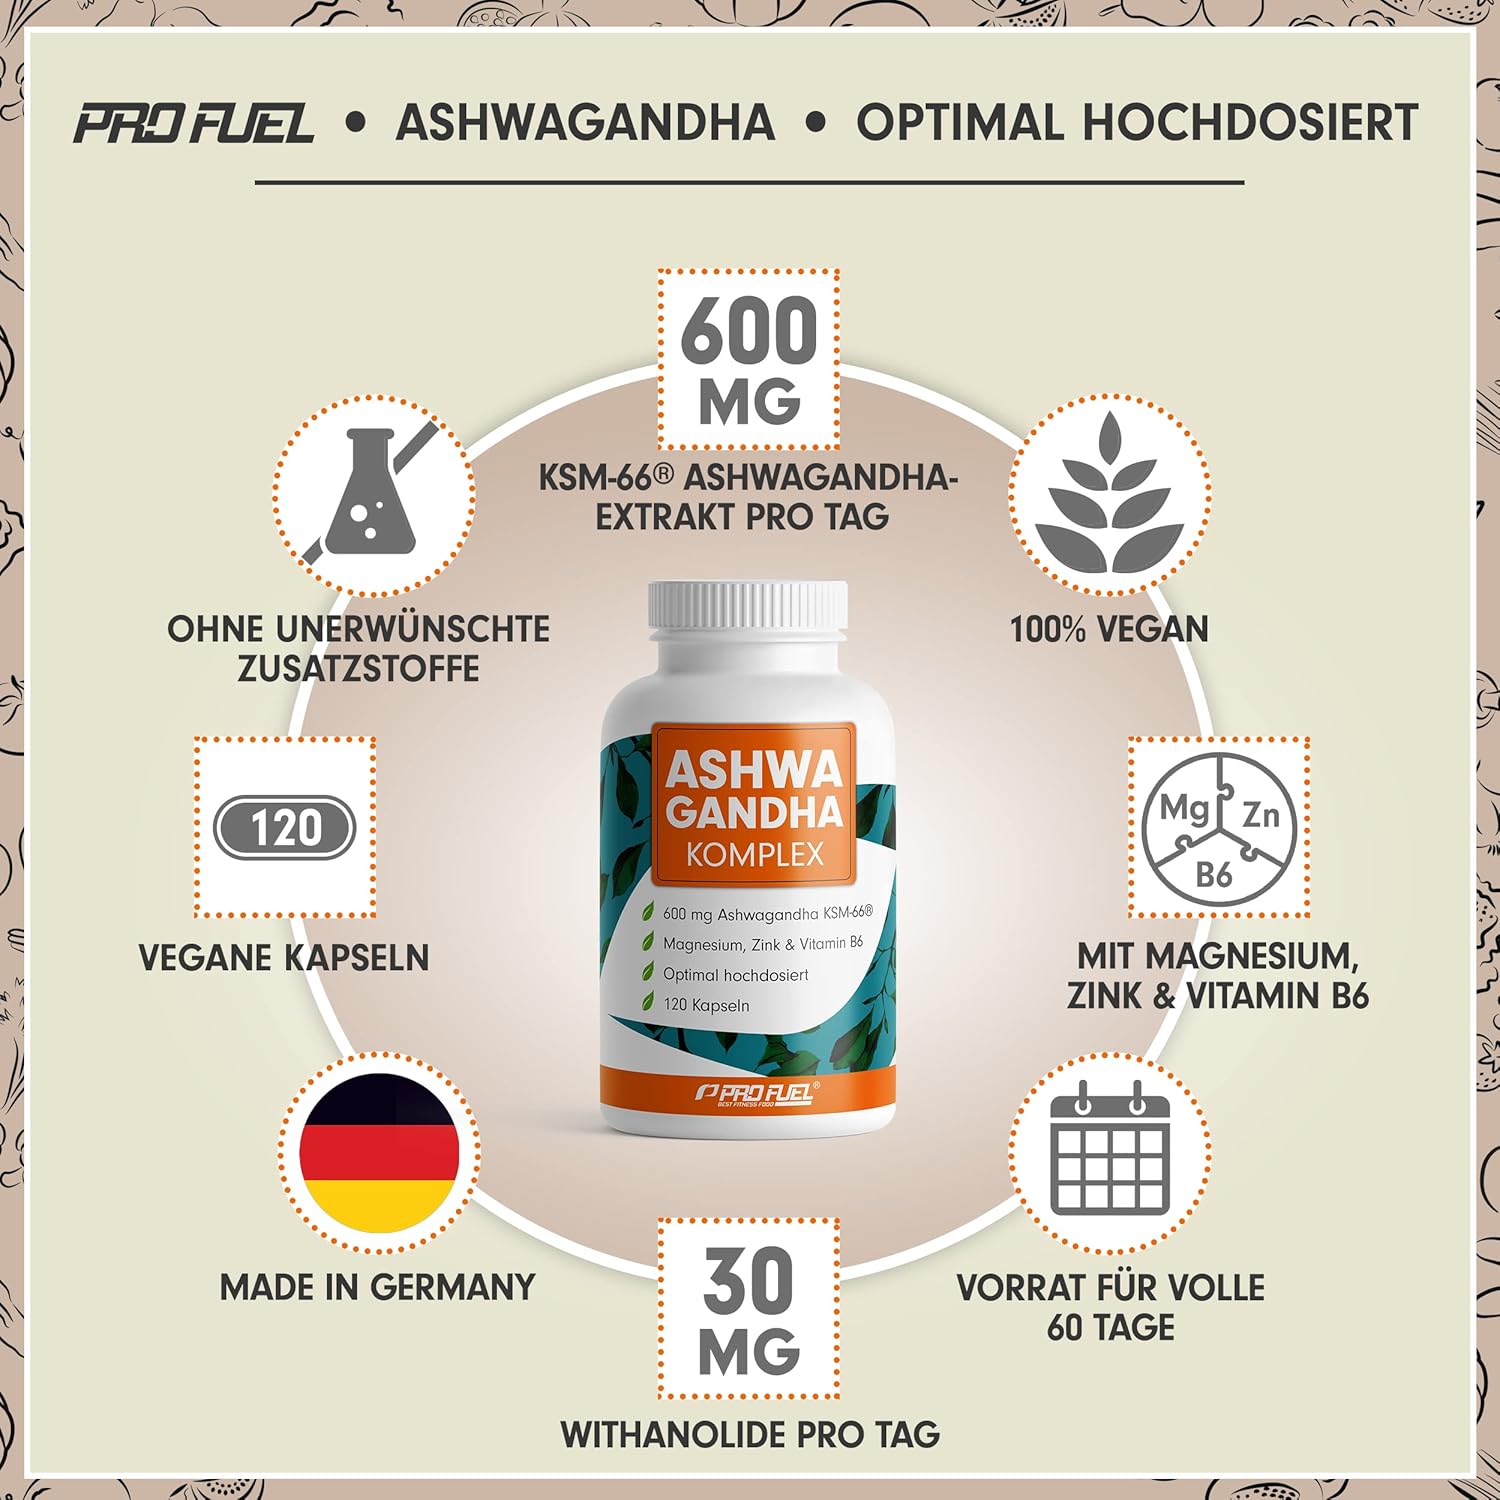 PRO FUEL • ASHWAGANDHA • OPTIMAL HOCHDOSIERT
600
MG
KSM-66® ASHWAGANDHA-
EXTRAKT PRO TAG
OHNE UNERWÜNSCHTE
ZUSATZSTOFFE
100% VEGAN
120
VEGANE KAPSELN
Mg Zn
B6
MIT MAGNESIUM,
ZINK & VITAMIN B6
ASHWA
GANDHA
KOMPLEX
600 mg Ashwagandha KSM-66®
Magnesium, Zink & Vitamin B6
Optimal hochdosiert
120 Kapseln
PRO FUEL®
BEST FITNESS FOOD
MADE IN GERMANY
VORRAT FÜR VOLLE
60 TAGE
30
MG
WITHANOLIDE PRO TAG